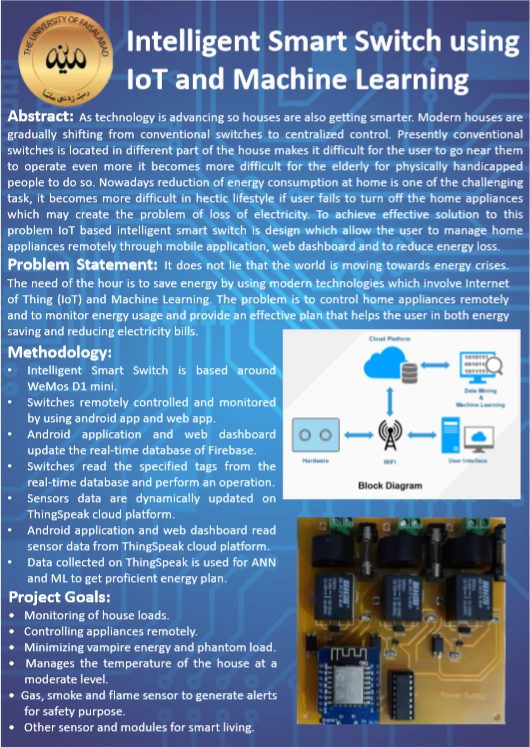 THE UNIVERSITY OF FAISALABAD
Intelligent Smart Switch using
IoT and Machine Learning
Abstract: As technology is advancing so houses are also getting smarter. Modern houses are
gradually shifting from conventional switches to centralized control. Presently conventional
switches is located in different part of the house makes it difficult for the user to go near them
to operate even more it becomes more difficult for the elderly for physically handicapped
people to do so. Nowadays reduction of energy consumption at home is one of the challenging
task, it becomes more difficult in hectic lifestyle if user fails to turn off the home appliances
which may create the problem of loss of electricity. To achieve effective solution to this
problem IoT based intelligent smart switch is design which allow the user to manage home
appliances remotely through mobile application, web dashboard and to reduce energy loss.
Problem Statement: It does not lie that the world is moving towards energy crises.
The need of the hour is to save energy by using modern technologies which involve Internet
of Thing (IoT) and Machine Learning. The problem is to control home appliances remotely
and to monitor energy usage and provide an effective plan that helps the user in both energy
saving and reducing electricity bills.
Methodology:
• Intelligent Smart Switch is based around
WeMos D1 mini.
• Switches remotely controlled and monitored
by using android app and web app.
• Android application and web dashboard
update the real-time database of Firebase.
• Switches read the specified tags from the
real-time database and perform an operation.
• Sensors data are dynamically updated on
ThingSpeak cloud platform.
• Android application and web dashboard read
sensor data from ThingSpeak cloud platform.
• Data collected on ThingSpeak is used for ANN
and ML to get proficient energy plan.
Project Goals:
• Monitoring of house loads.
• Controlling appliances remotely.
• Minimizing vampire energy and phantom load.
• Manages the temperature of the house at a
moderate level.
• Gas, smoke and flame sensor to generate alerts
for safety purpose.
• Other sensor and modules for smart living.
Cloud Platform
Data Mining
&
Machine Learning
Hardware
WiFi
User Interface
Block Diagram
Power Supply